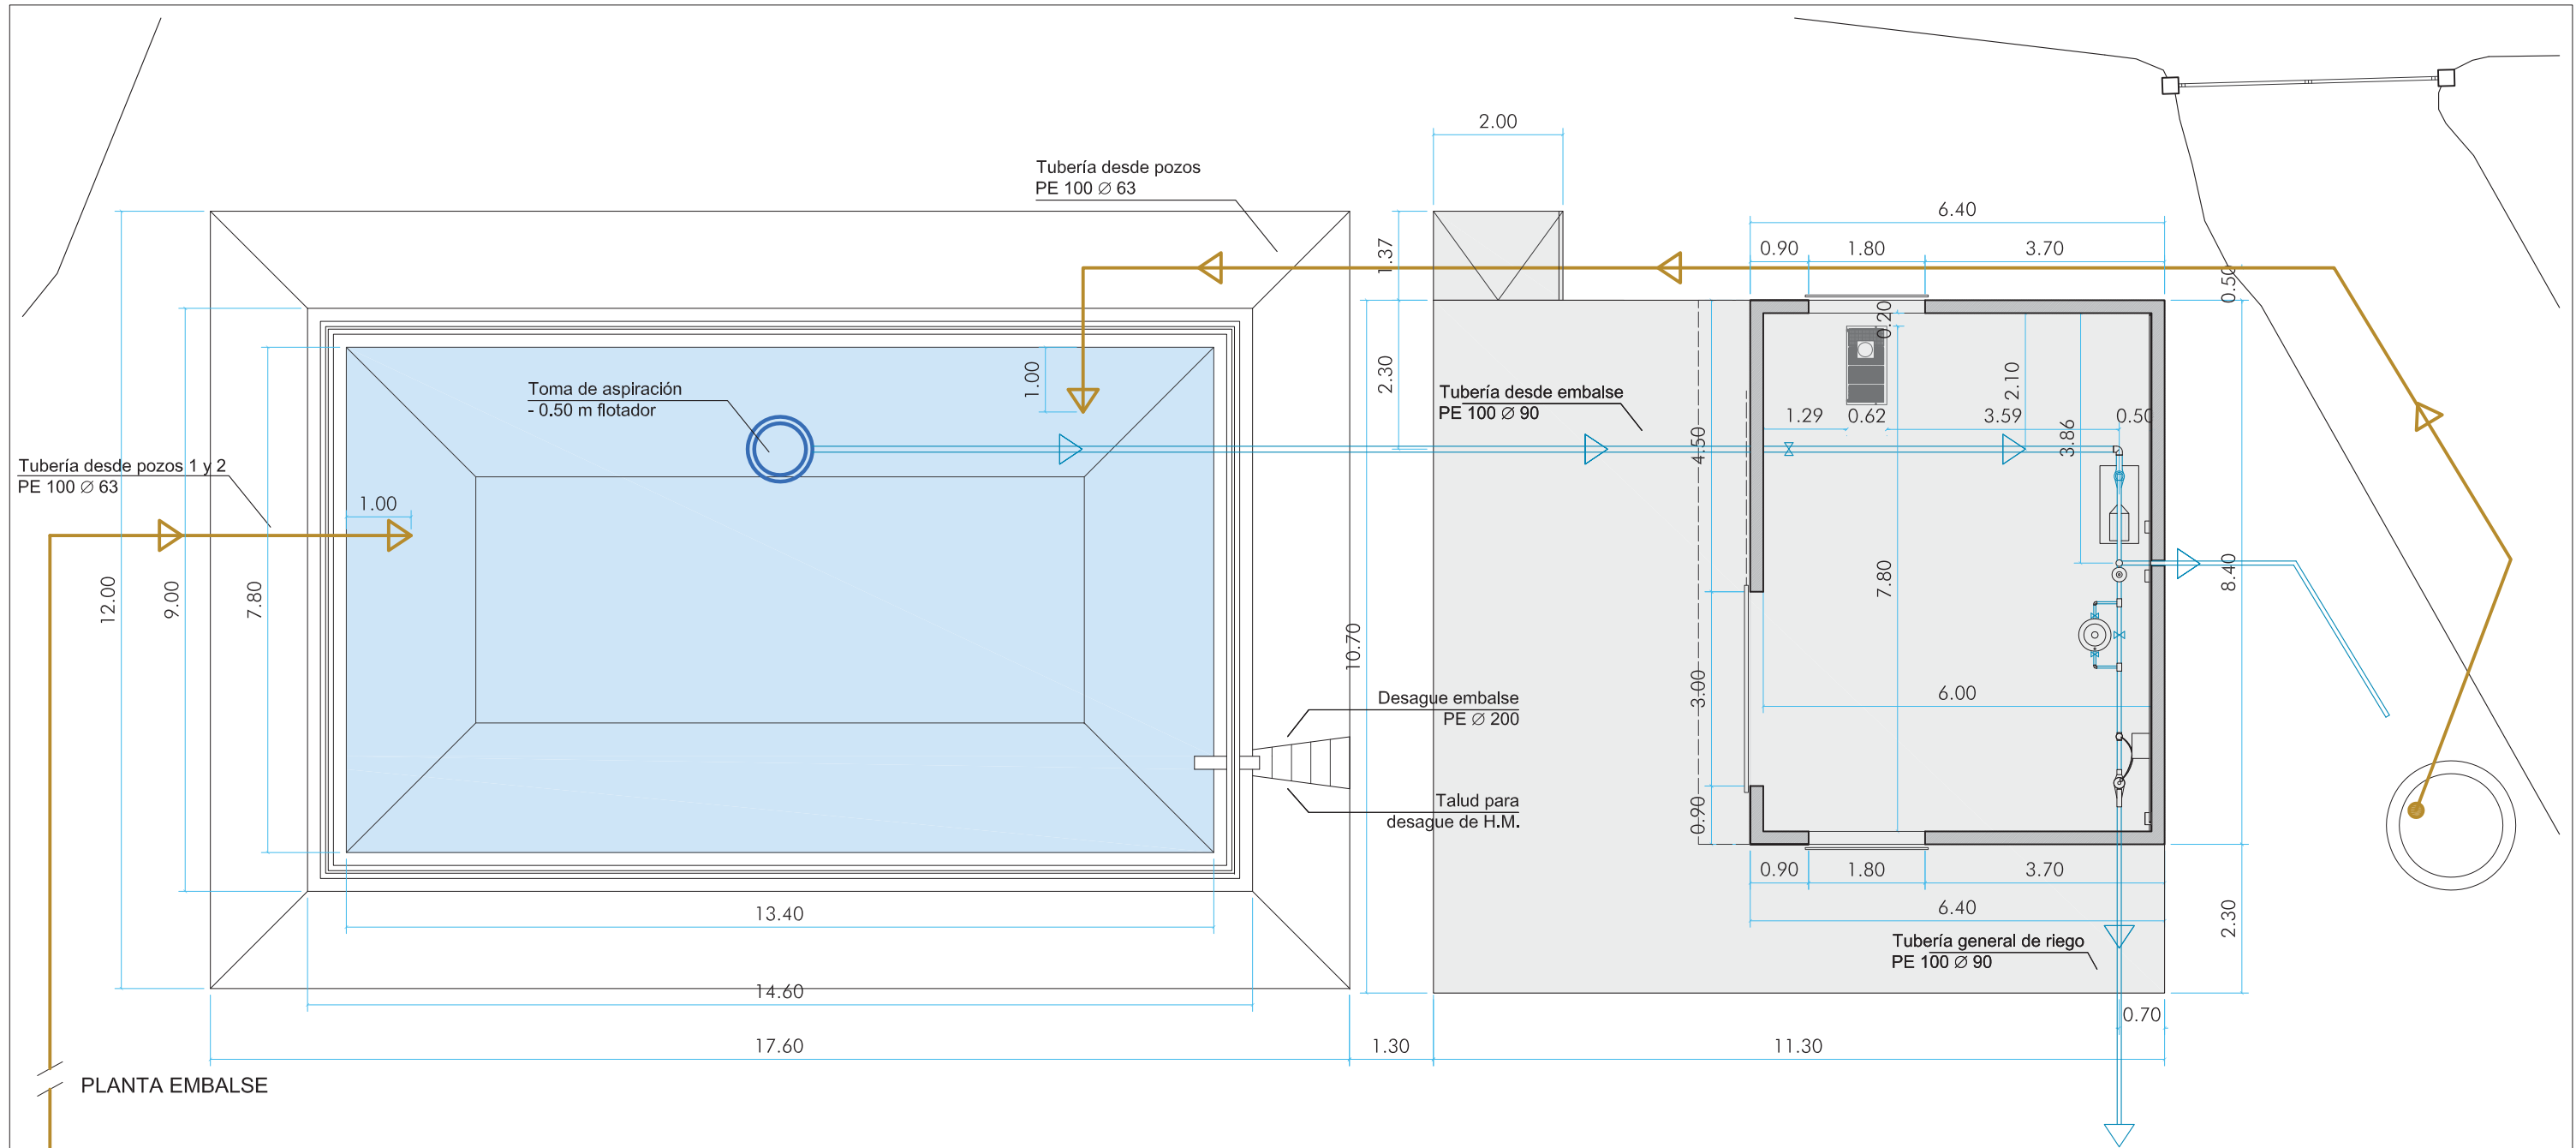 2.00
Tubería desde pozos
PE 100 Ø 63
6.40
0.90
1.80
3.70
1.37
0.50
0.20
2.30
1.00
2.10
Toma de aspiración
- 0.50 m flotador
Tubería desde embalse
PE 100 Ø 90
1.29
0.62
3.59
0.50
4.50
3.86
Tubería desde pozos 1 y 2
PE 100 Ø 63
1.00
12.00
9.00
7.80
7.80
8.40
10.70
3.00
6.00
Desague embalse
PE Ø 200
Talud para
desague de H.M.
0.90
0.90
1.80
3.70
13.40
6.40
2.30
Tubería general de riego
PE 100 Ø 90
14.60
0.70
17.60
1.30
11.30
PLANTA EMBALSE